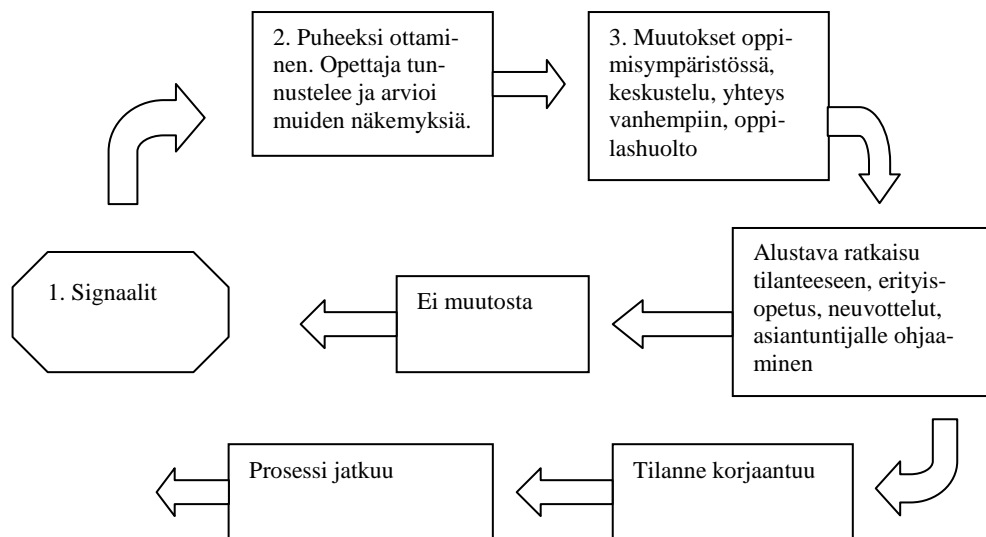 2. Puheeksi ottami-
nen. Opettaja tun-
nustelee ja arvioi
muiden näkemyksiä.
3. Muutokset oppi-
misympäristössä,
keskustelu, yhteys
vanhempiin, oppi-
lashuolto
1. Signaalit
Ei muutosta
Alustava ratkaisu
tilanteeseen, erityis-
opetus, neuvottelut,
asiantuntijalle ohjaa-
minen
Prosessi jatkuu
Tilanne korjaantuu